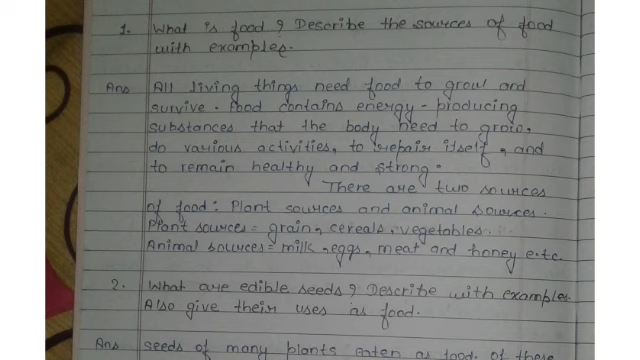 1. What is food? Describe the sources of food
with examples.
Ans All living things need food to grow and
survive. Food contains energy-producing
substances that the body need to grow,
do various activities, to repair itself, and
to remain healthy and strong.
There are two sources
of food: Plant sources and animal sources.
Plant sources = grain, cereals, vegetables
Animal sources = milk, eggs, meat and honey e.tc.
2. What are edible seeds? Describe with examples.
Also give their uses as food.
Ans seeds of many plants eaten as food. of these